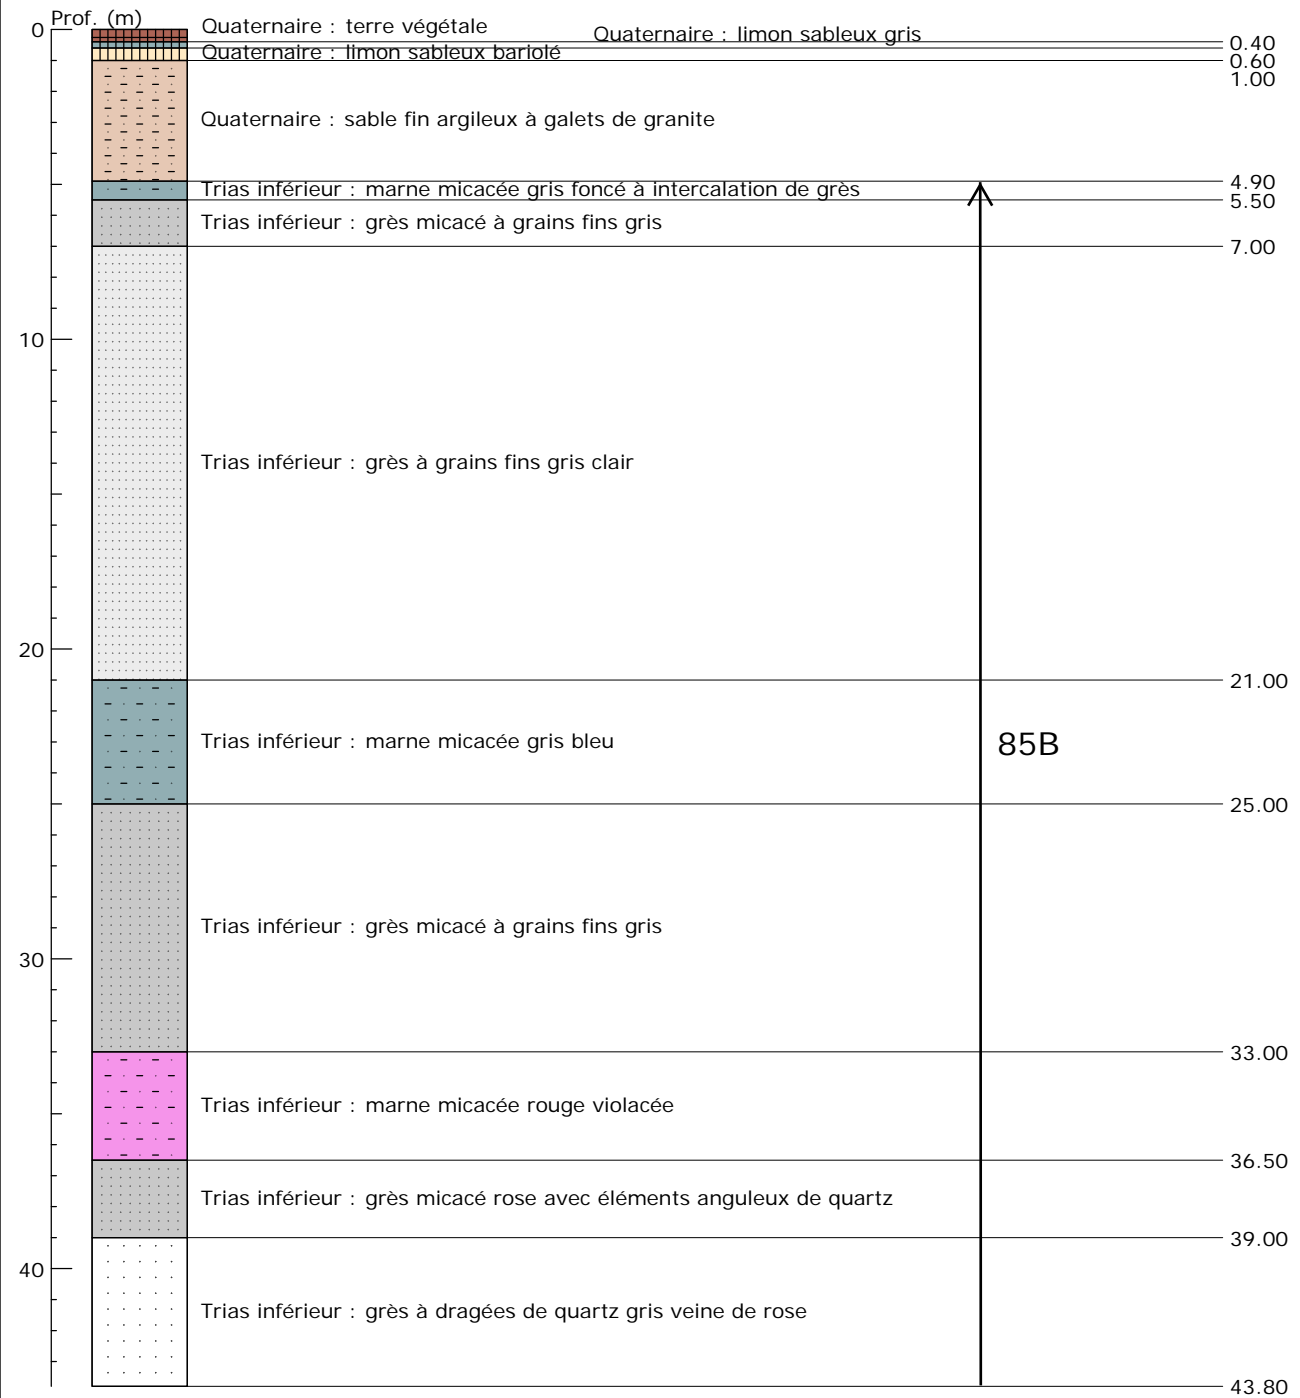 Prof. (m)
0
Quaternaire : terre végétale
Quaternaire : limon sableux gris
0.40
Quaternaire : limon sableux bariolé
0.60
1.00
Quaternaire : sable fin argileux à galets de granite
4.90
Trias inférieur : marne micacée gris foncé à intercalation de grès
5.50
Trias inférieur : grès micacé à grains fins gris
7.00
10
Trias inférieur : grès à grains fins gris clair
20
21.00
Trias inférieur : marne micacée gris bleu
85B
25.00
Trias inférieur : grès micacé à grains fins gris
30
33.00
Trias inférieur : marne micacée rouge violacée
36.50
Trias inférieur : grès micacé rose avec éléments anguleux de quartz
39.00
40
Trias inférieur : grès à dragées de quartz gris veine de rose
43.80